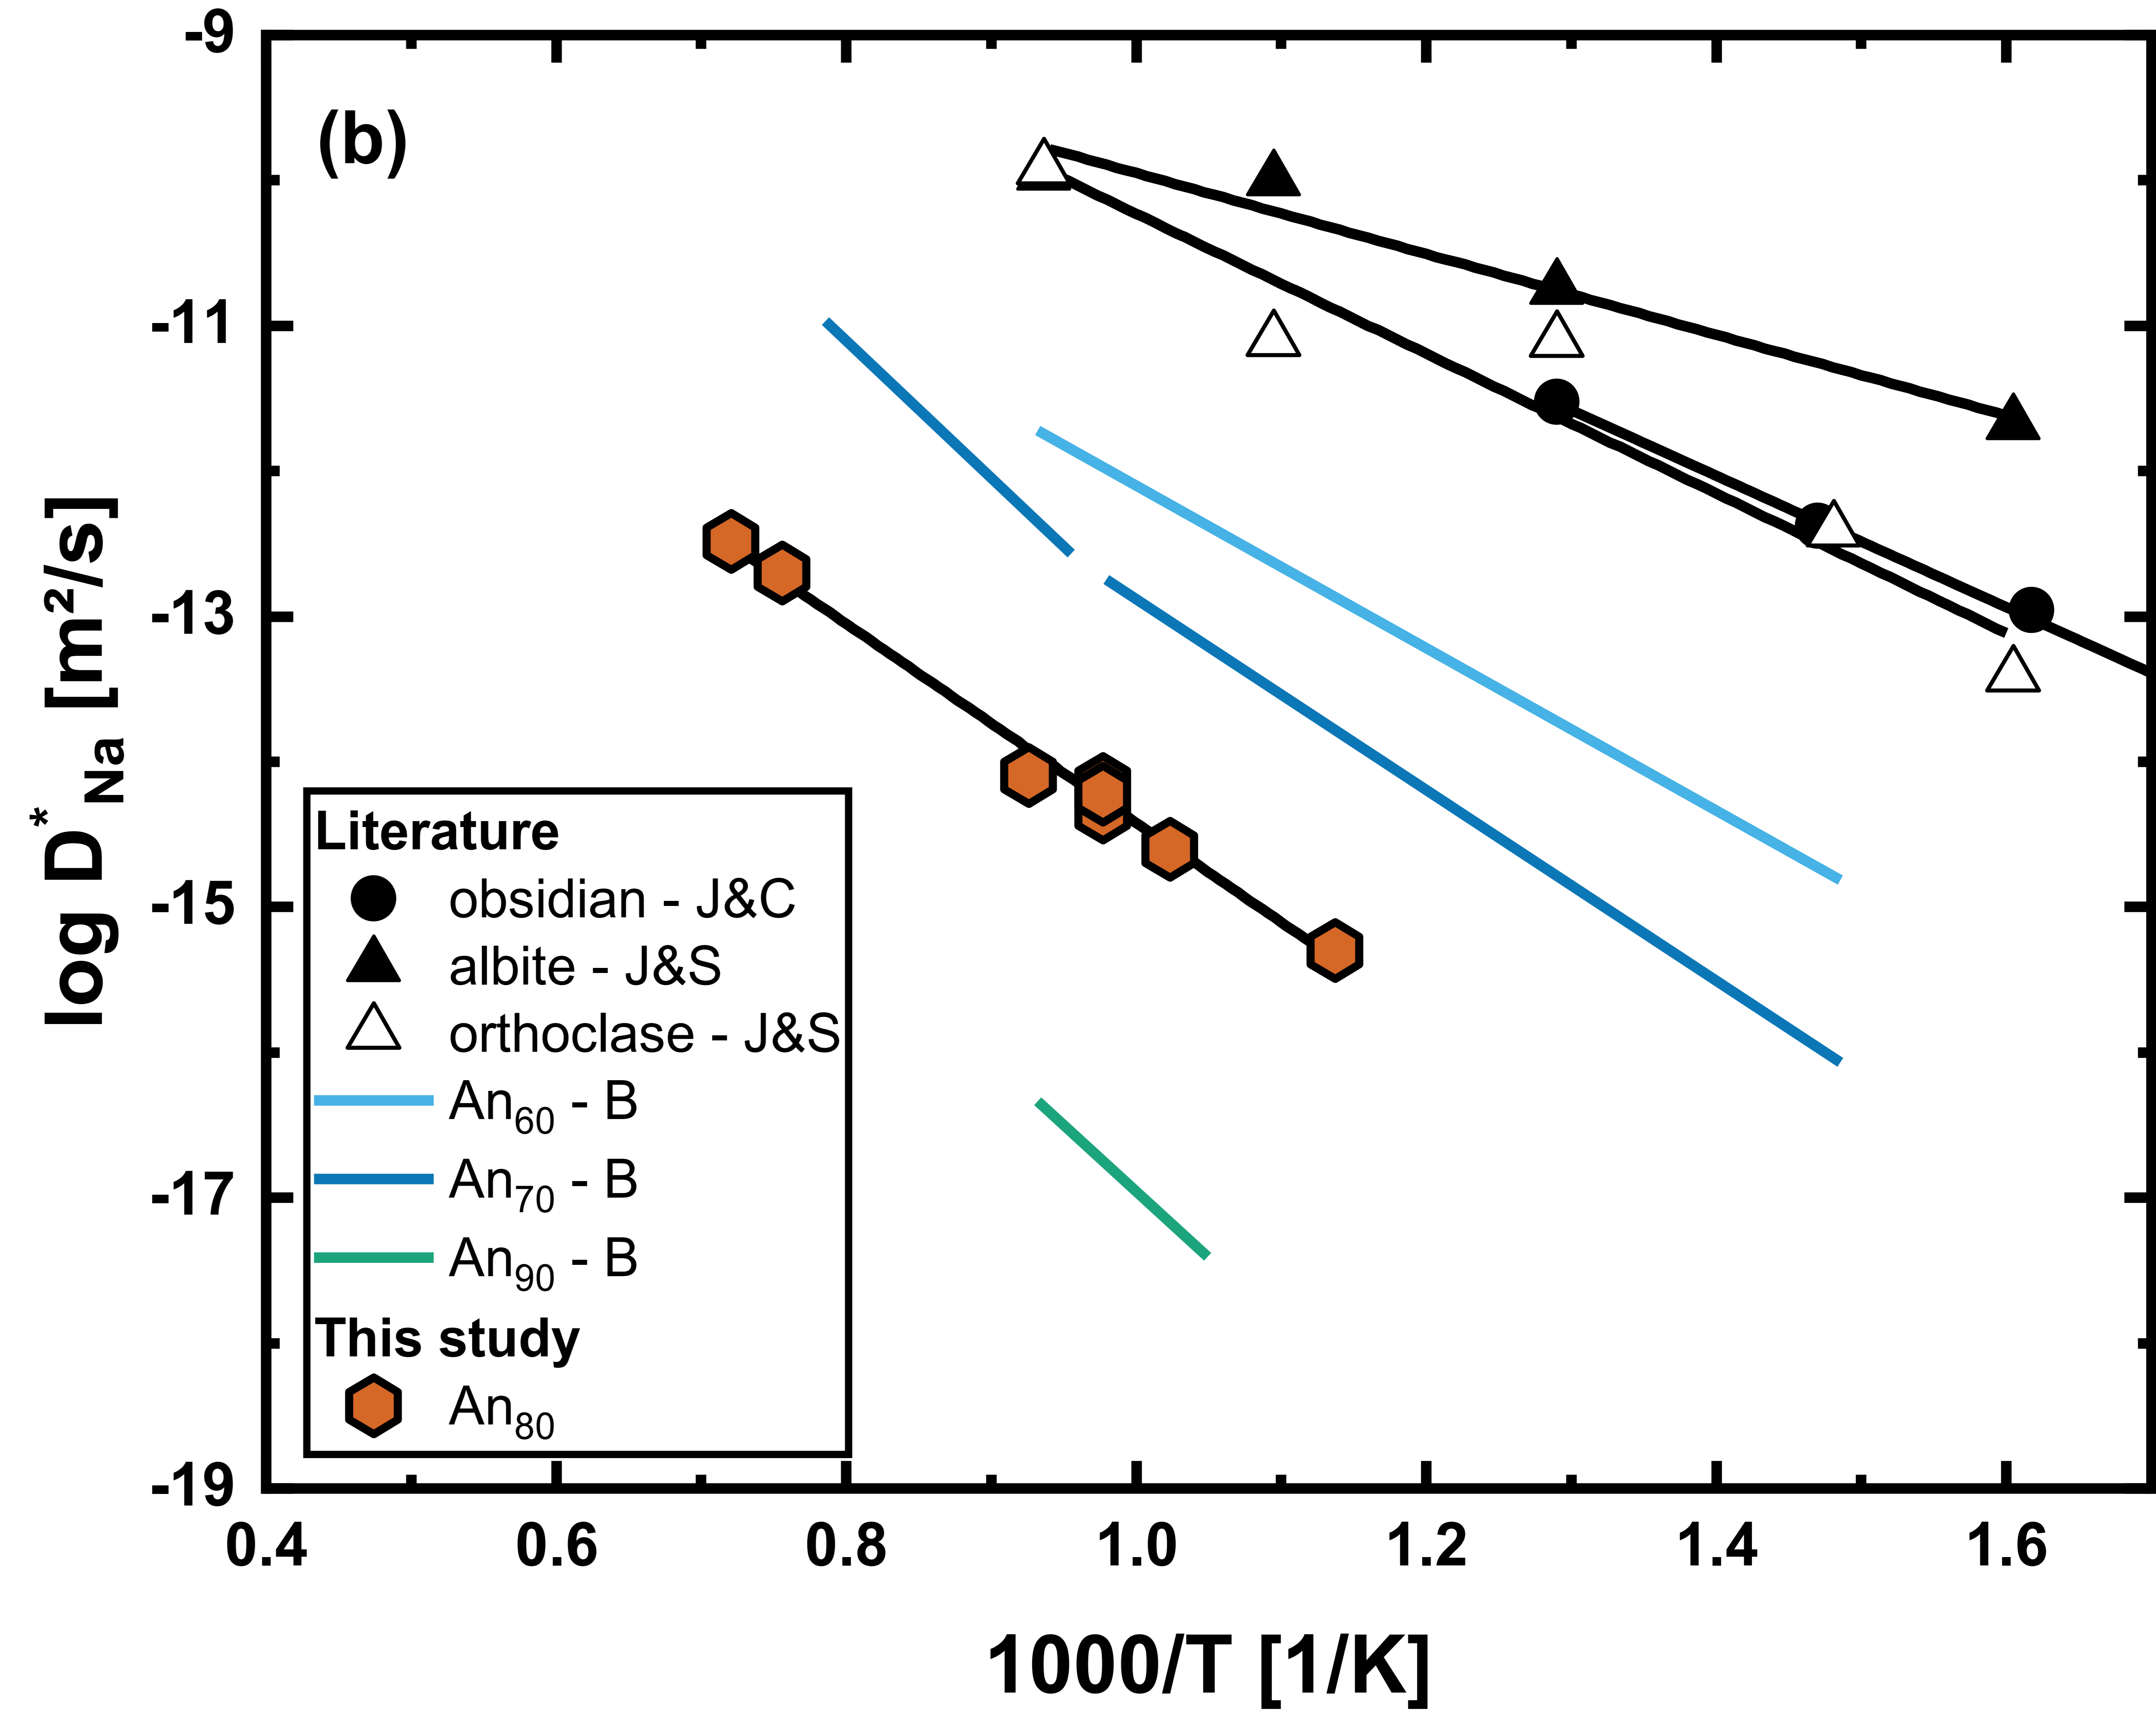 -9
(b)
-11
-13
-15
-17
-19
log D*Na [m²/s]
Literature
obsidian - J&C
albite - J&S
orthoclase - J&S
An60 - B
An70 - B
An90 - B
This study
An80
0.4 0.6 0.8 1.0 1.2 1.4 1.6
1000/T [1/K]